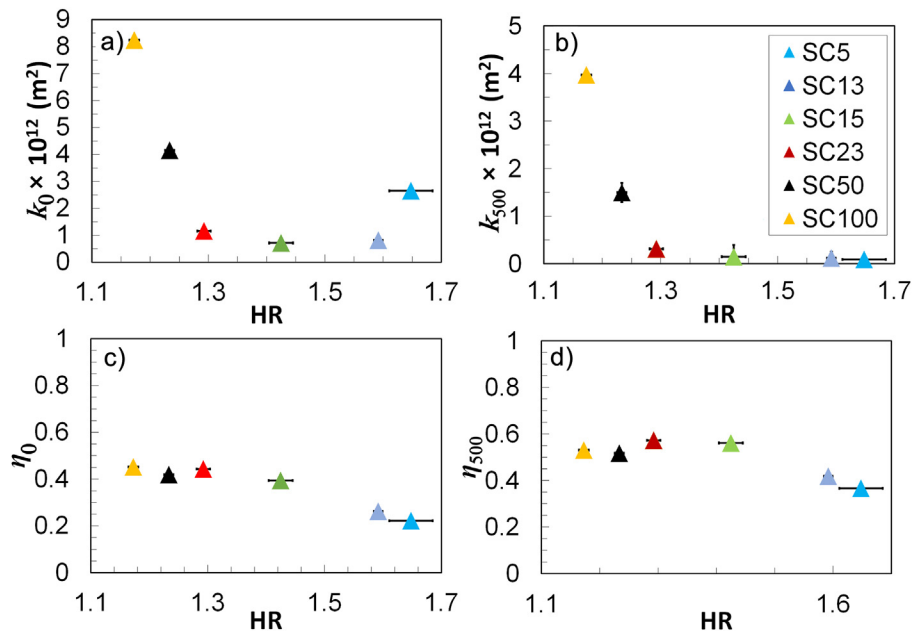 a)
9
8
7
6
5
4
3
2
1
0
k₀ × 10¹² (m²)
1.1 1.3 1.5 1.7
HR
b)
5
4
3
2
1
0
k₅₀₀ × 10¹² (m²)
1.1 1.3 1.5 1.7
HR
SC5
SC13
SC15
SC23
SC50
SC100
c)
1
0.8
0.6
0.4
0.2
0
η₀
1.1 1.3 1.5 1.7
HR
d)
1
0.8
0.6
0.4
0.2
0
η₅₀₀
1.1 1.6
HR